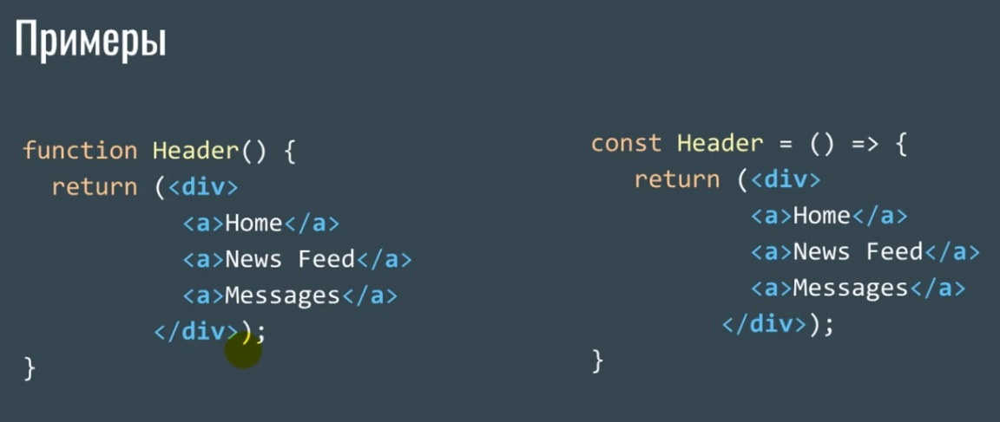 Примеры
function Header() {
  return (<div>
           <a>Home</a>
           <a>News Feed</a>
           <a>Messages</a>
         </div>);
}
const Header = () => {
   return (<div>
           <a>Home</a>
           <a>News Feed</a>
           <a>Messages</a>
         </div>);
}